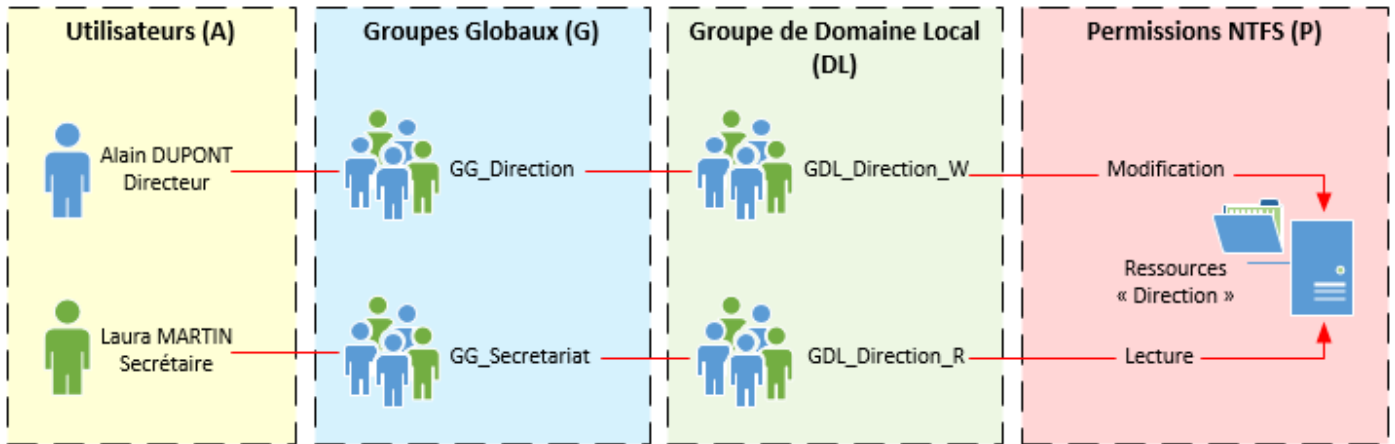 Utilisateurs (A)
Groupes Globaux (G)
Groupe de Domaine Local
(DL)
Permissions NTFS (P)
Alain DUPONT
Directeur
GG_Direction
GDL_Direction_W
Modification
Ressources
« Direction »
Laura MARTIN
Secrétaire
GG_Secretariat
GDL_Direction_R
Lecture